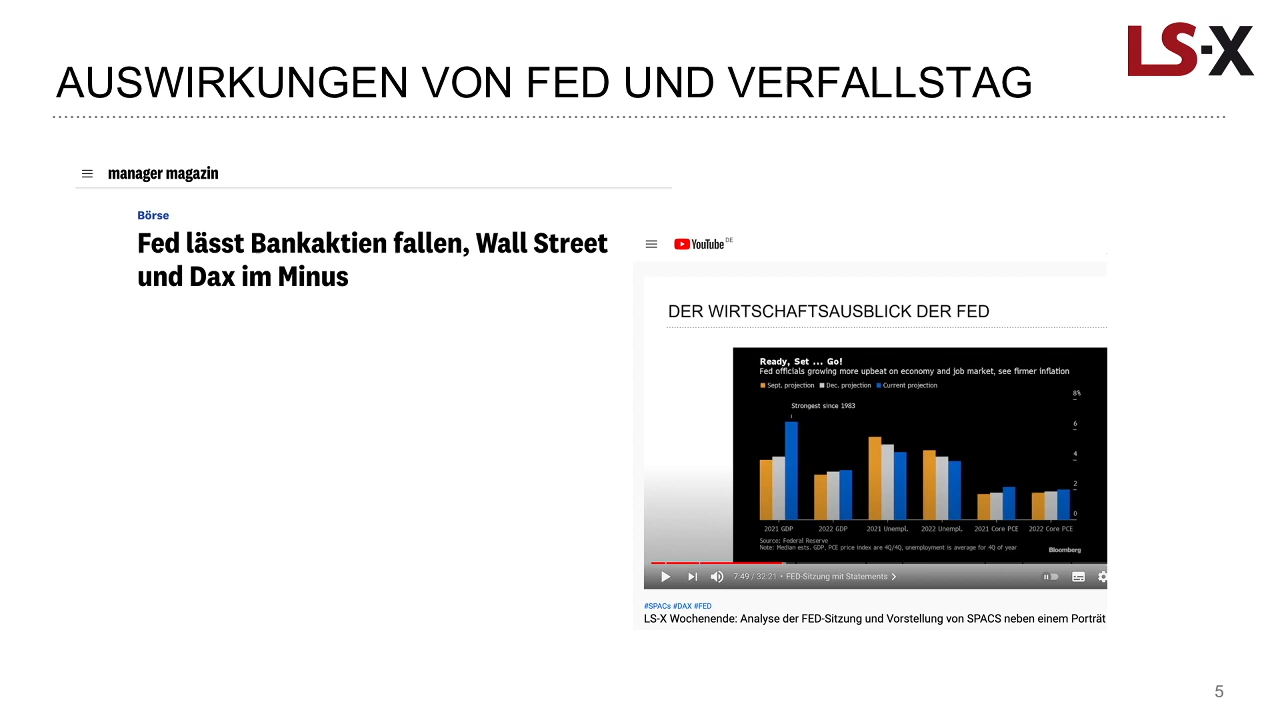 LS-X
AUSWIRKUNGEN VON FED UND VERFALLSTAG
manager magazin
Börse
Fed lässt Bankaktien fallen, Wall Street
und Dax im Minus
YouTube DE
DER WIRTSCHAFTSAUSBLICK DER FED
Ready, Set ... Go!
Fed officials growing more upbeat on economy and job market, see firmer inflation
Sept. projection Dec. projection Current projection
8%
Strongest since 1983
6
4
2
0
2021 GDP 2022 GDP 2021 Unempl. 2022 Unempl. 2021 Core PCE 2022 Core PCE
Source: Federal Reserve
Note: Median ests. GDP, PCE price index are 4Q/4Q, unemployment is average for 4Q of year
Bloomberg
7:49 / 32:21 • FED-Sitzung mit Statements
#SPACs #DAX #FED
LS-X Wochenende: Analyse der FED-Sitzung und Vorstellung von SPACS neben einem Porträt
5